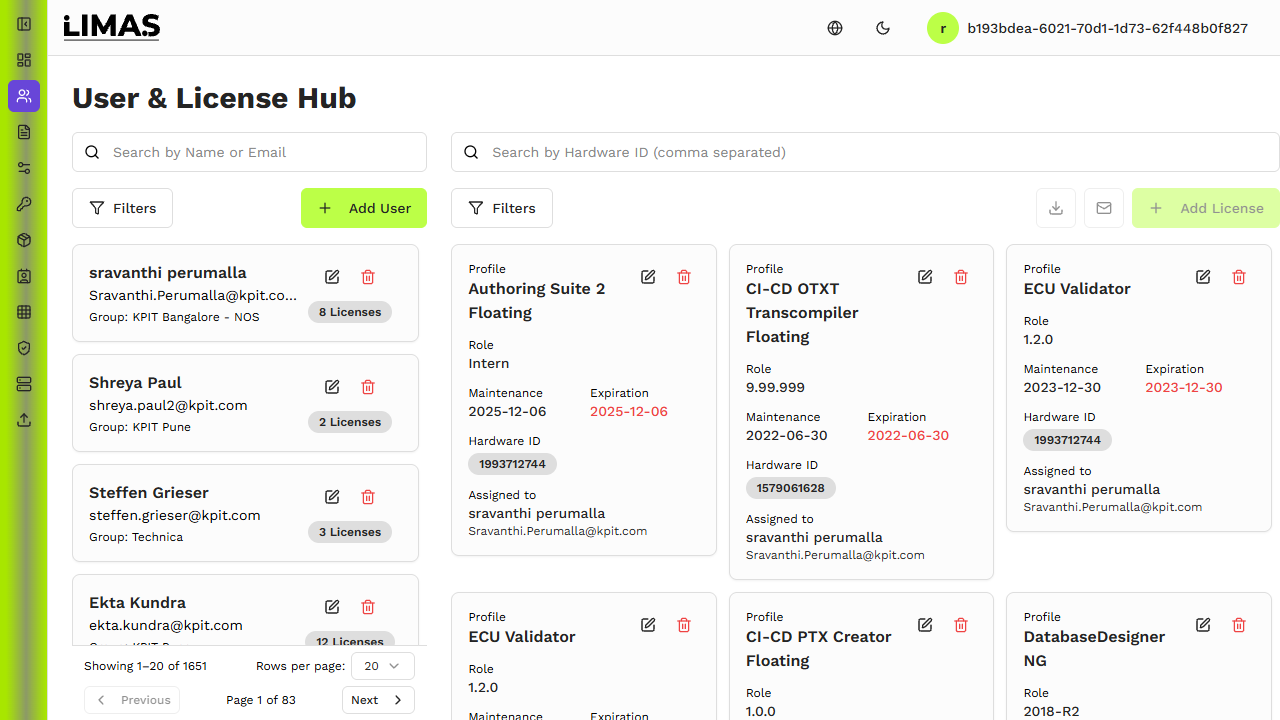 LIMAS
r
b193bdea-6021-70d1-1d73-62f448b0f827
User & License Hub
Search by Name or Email
Filters
Add User
sravanthi perumalla
Sravanthi.Perumalla@kpit.co...
Group: KPIT Bangalore - NOS
8 Licenses
Shreya Paul
shreya.paul2@kpit.com
Group: KPIT Pune
2 Licenses
Steffen Grieser
steffen.grieser@kpit.com
Group: Technica
3 Licenses
Ekta Kundra
ekta.kundra@kpit.com
12 Licenses
Showing 1–20 of 1651
Rows per page:
20
Previous
Page 1 of 83
Next
Search by Hardware ID (comma separated)
Filters
Add License
Profile
Authoring Suite 2
Floating
Role
Intern
Maintenance
Expiration
2025-12-06
2025-12-06
Hardware ID
1993712744
Assigned to
sravanthi perumalla
Sravanthi.Perumalla@kpit.com
Profile
CI-CD OTXT
Transcompiler
Floating
Role
9.99.999
Maintenance
Expiration
2022-06-30
2022-06-30
Hardware ID
1579061628
Assigned to
sravanthi perumalla
Sravanthi.Perumalla@kpit.com
Profile
ECU Validator
Role
1.2.0
Maintenance
Expiration
2023-12-30
2023-12-30
Hardware ID
1993712744
Assigned to
sravanthi perumalla
Sravanthi.Perumalla@kpit.com
Profile
ECU Validator
Role
1.2.0
Maintenance
Expiration
Profile
CI-CD PTX Creator
Floating
Role
1.0.0
Profile
DatabaseDesigner
NG
Role
2018-R2